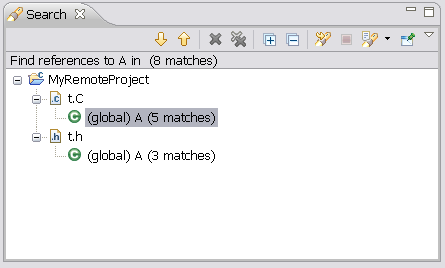 Search
Find references to A in (8 matches)
MyRemoteProject
t.C
(global) A (5 matches)
t.h
(global) A (3 matches)